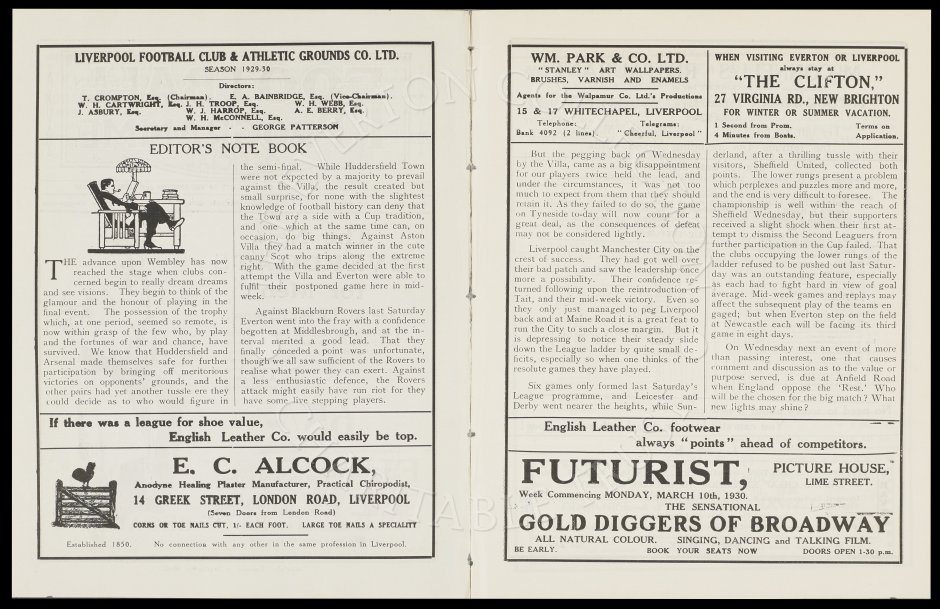 LIVERPOOL FOOTBALL CLUB & ATHLETIC GROUNDS CO. LTD.
SEASON 1929-30
Directors:
T. CROMPTON, Esq. (Chairman). E. A. BAINBRIDGE, Esq. (Vice-Chairman).
W. H. CARTWRIGHT, Esq. J. H. TROOP, Esq. W. H. WEBB, Esq.
J. ASBURY, Esq. W. J. HARROP, Esq. A. E. BERRY, Esq.
W. H. McCONNELL, Esq.
Secretary and Manager - - GEORGE PATTERSON
EDITOR'S NOTE BOOK
THE advance upon Wembley has now
reached the stage when clubs con-
cerned begin to really dream dreams
and see visions. They begin to think of the
glamour and the honour of playing in the
final event. The possession of the trophy
which, at one period, seemed so remote, is
now within grasp of the few who, by play
and the fortunes of war and chance, have
survived. We know that Huddersfield and
Arsenal made themselves safe for further
participation by bringing off meritorious
victories on opponents' grounds, and the
other pairs had yet another tussle ere they
could decide as to who would figure in
the semi-final. While Huddersfield Town
were not expected by a majority to prevail
against the Villa, the result created but
small surprise, for none with the slightest
knowledge of football history can deny that
the Town are a side with a Cup tradition,
and one which at the same time can, on
occasion, do big things. Against Aston
Villa they had a match winner in the cute
canny Scot who trips along the extreme
right. With the game decided at the first
attempt the Villa and Everton were able to
fulfil their postponed game here in mid-
week.
Against Blackburn Rovers last Saturday
Everton went into the fray with a confidence
begotten at Middlesbrough, and at the in-
terval merited a good lead. That they
finally conceded a point was unfortunate,
though we all saw sufficient of the Rovers to
realise what power they can exert. Against
a less enthusiastic defence, the Rovers
attack might easily have run riot for they
have some live stepping players.
If there was a league for shoe value,
English Leather Co. would easily be top.
E. C. ALCOCK,
Anodyne Healing Plaster Manufacturer, Practical Chiropodist,
14 GREEK STREET, LONDON ROAD, LIVERPOOL
(Seven Doors from London Road)
CORNS OR TOE NAILS CUT, 1/- EACH FOOT. LARGE TOE NAILS A SPECIALITY
Established 1850. No connection with any other in the same profession in Liverpool.
WM. PARK & CO. LTD.
"STANLEY" ART WALLPAPERS.
BRUSHES, VARNISH AND ENAMELS
Agents for the Walpamur Co. Ltd.'s Productions
15 & 17 WHITECHAPEL, LIVERPOOL
Telephone: Telegrams:
Bank 4092 (2 lines). "Cheerful, Liverpool"
WHEN VISITING EVERTON OR LIVERPOOL
always stay at
"THE CLIFTON,"
27 VIRGINIA RD., NEW BRIGHTON
FOR WINTER OR SUMMER VACATION.
1 Second from Prom. Terms on
4 Minutes from Boats. Application.
But the pegging back on Wednesday
by the Villa, came as a big disappointment
for our players twice held the lead, and
under the circumstances, it was not too
much to expect from them that they should
retain it. As they failed to do so, the game
on Tyneside to-day will now count for a
great deal, as the consequences of defeat
may not be considered lightly.
Liverpool caught Manchester City on the
crest of success. They had got well over
their bad patch and saw the leadership once
more a possibility. Their confidence re-
turned following upon the reintroduction of
Tait, and their mid-week victory. Even so
they only just managed to peg Liverpool
back and at Maine Road it is a great feat to
run the City to such a close margin. But it
is depressing to notice their steady slide
down the League ladder by quite small de-
ficits, especially so when one thinks of the
resolute games they have played.
Six games only formed last Saturday's
League programme, and Leicester and
Derby went nearer the heights, while Sun-
derland, after a thrilling tussle with their
visitors, Sheffield United, collected both
points. The lower rungs present a problem
which perplexes and puzzles more and more,
and the end is very difficult to foresee. The
championship is well within the reach of
Sheffield Wednesday, but their supporters
received a slight shock when their first at-
tempt to dismiss the Second Leaguers from
further participation in the Cup failed. That
the clubs occupying the lower rungs of the
ladder refused to be pushed out last Satur-
day was an outstanding feature, especially
as each had to fight hard in view of goal
average. Mid-week games and replays may
affect the subsequent play of the teams en-
gaged; but when Everton step on the field
at Newcastle each will be facing its third
game in eight days.
On Wednesday next an event of more
than passing interest, one that causes
comment and discussion as to the value or
purpose served, is due at Anfield Road
when England oppose the 'Rest.' Who
will be the chosen for the big match? What
new lights may shine?
English Leather Co. footwear
always "points" ahead of competitors.
FUTURIST, PICTURE HOUSE,
LIME STREET.
Week Commencing MONDAY, MARCH 10th, 1930.
THE SENSATIONAL
GOLD DIGGERS OF BROADWAY
ALL NATURAL COLOUR. SINGING, DANCING and TALKING FILM.
BE EARLY. BOOK YOUR SEATS NOW DOORS OPEN 1-30 p.m.